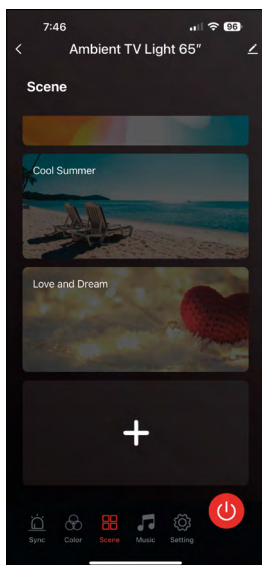 7:46
96
Ambient TV Light 65"
Scene
Cool Summer
Love and Dream
Sync Color Scene Music Setting